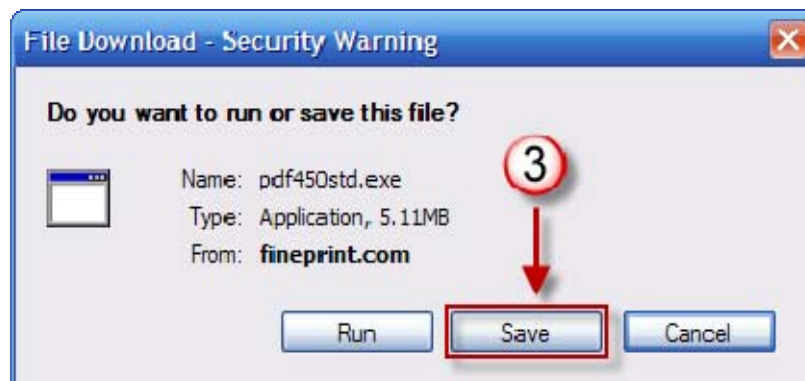 File Download - Security Warning
Do you want to run or save this file?
Name: pdf450std.exe
Type: Application, 5.11MB
From: fineprint.com
3
Run Save Cancel